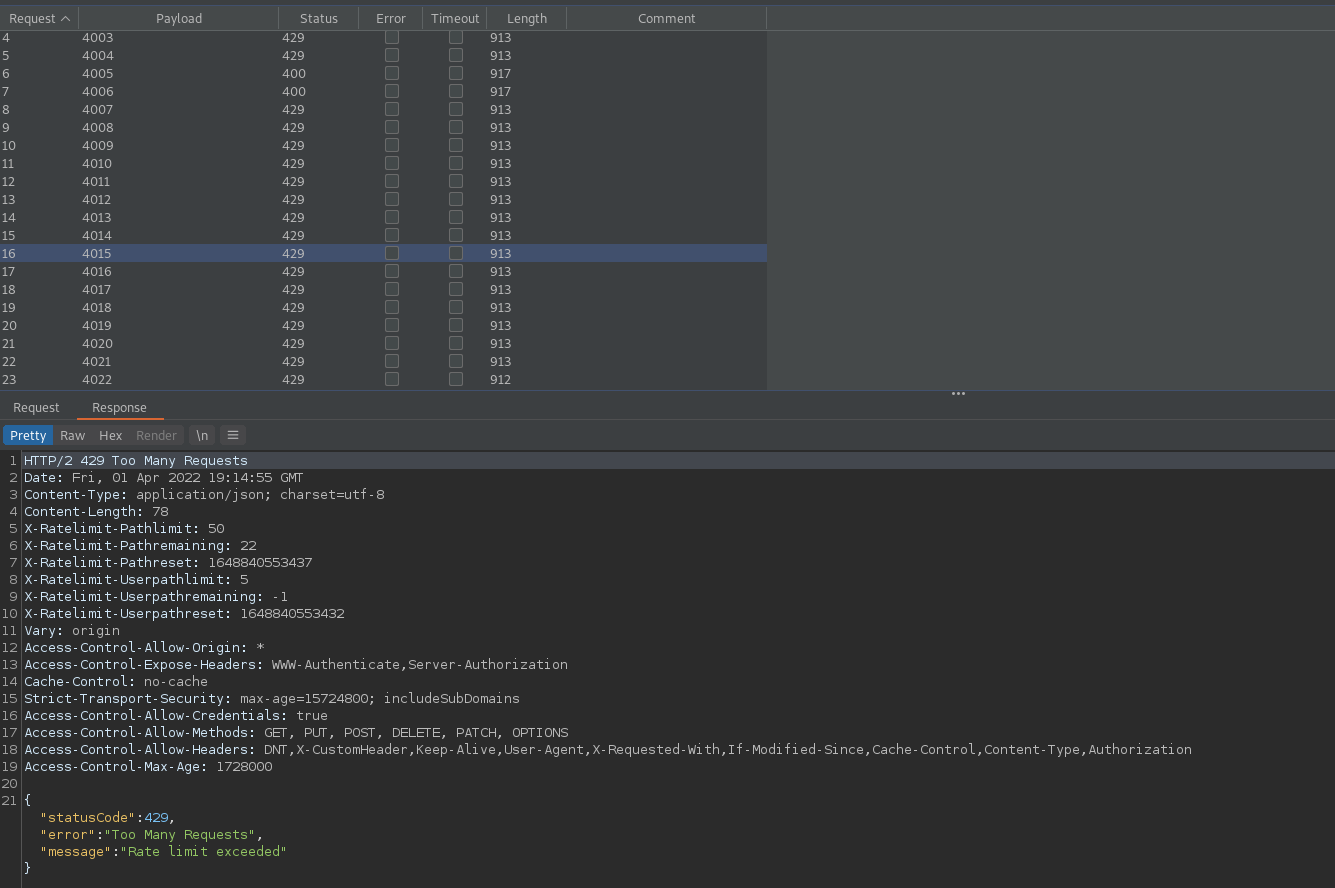 Request Payload Status Error Timeout Length Comment
4 4003 429 913
5 4004 429 913
6 4005 400 917
7 4006 400 917
8 4007 429 913
9 4008 429 913
10 4009 429 913
11 4010 429 913
12 4011 429 913
13 4012 429 913
14 4013 429 913
15 4014 429 913
16 4015 429 913
17 4016 429 913
18 4017 429 913
19 4018 429 913
20 4019 429 913
21 4020 429 913
22 4021 429 913
23 4022 429 912
Request Response
Pretty Raw Hex Render \n
1 HTTP/2 429 Too Many Requests
2 Date: Fri, 01 Apr 2022 19:14:55 GMT
3 Content-Type: application/json; charset=utf-8
4 Content-Length: 78
5 X-Ratelimit-Pathlimit: 50
6 X-Ratelimit-Pathremaining: 22
7 X-Ratelimit-Pathreset: 1648840553437
8 X-Ratelimit-Userpathlimit: 5
9 X-Ratelimit-Userpathremaining: -1
10 X-Ratelimit-Userpathreset: 1648840553432
11 Vary: origin
12 Access-Control-Allow-Origin: *
13 Access-Control-Expose-Headers: WWW-Authenticate,Server-Authorization
14 Cache-Control: no-cache
15 Strict-Transport-Security: max-age=15724800; includeSubDomains
16 Access-Control-Allow-Credentials: true
17 Access-Control-Allow-Methods: GET, PUT, POST, DELETE, PATCH, OPTIONS
18 Access-Control-Allow-Headers: DNT,X-CustomHeader,Keep-Alive,User-Agent,X-Requested-With,If-Modified-Since,Cache-Control,Content-Type,Authorization
19 Access-Control-Max-Age: 1728000
20
21 {
"statusCode":429,
"error":"Too Many Requests",
"message":"Rate limit exceeded"
}